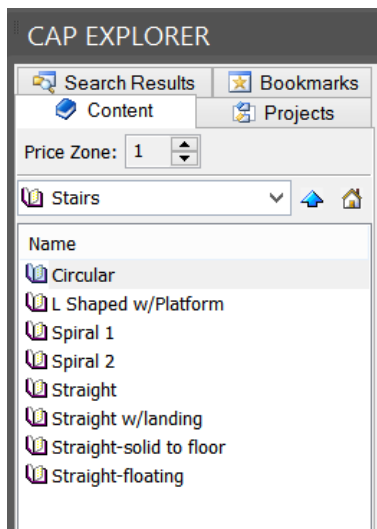 CAP EXPLORER
Search Results Bookmarks
Content Projects
Price Zone: 1
Stairs
Name
Circular
L Shaped w/Platform
Spiral 1
Spiral 2
Straight
Straight w/landing
Straight-solid to floor
Straight-floating